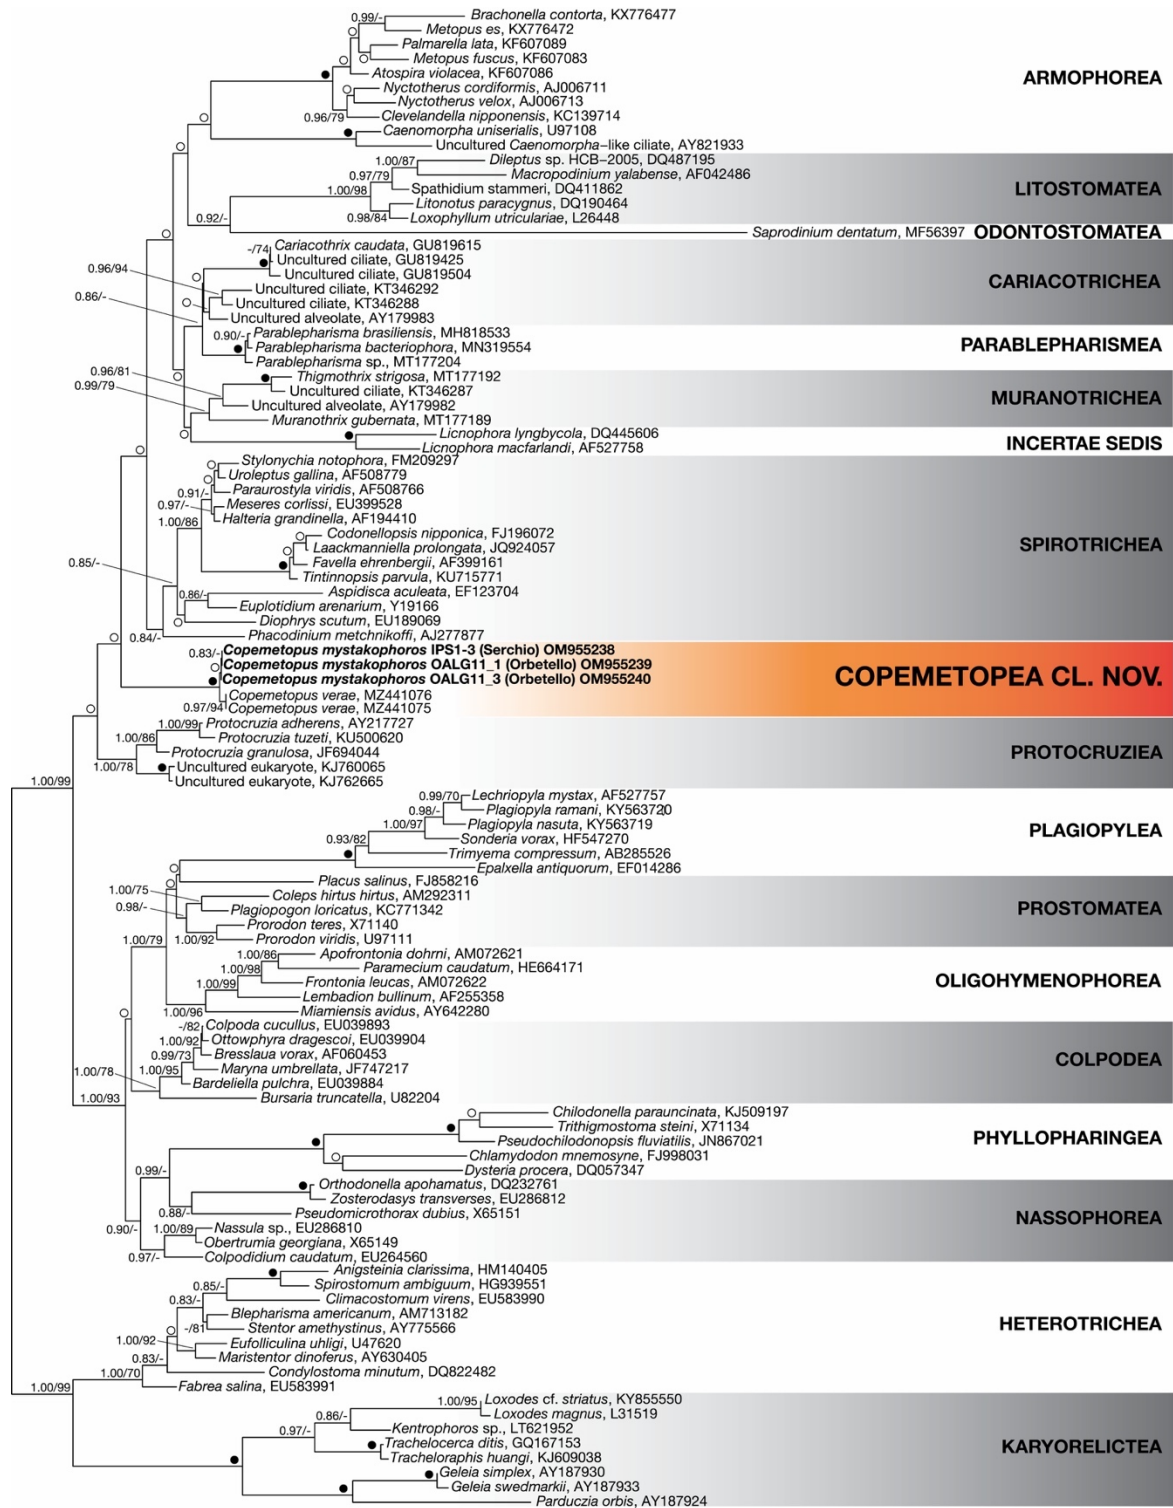 0.99/-
Brachonella contorta, KX776477
Metopus es, KX776472
Palmarella lata, KF607089
Metopus fuscus, KF607083
Atospira violacea, KF607086
ARMOPHOREA
Nyctotherus cordiformis, AJ006711
Nyctotherus velox, AJ006713
0.96/79
Clevelandella nipponensis, KC139714
Caenomorpha uniserialis, U97108
Uncultured Caenomorpha-like ciliate, AY821933
1.00/87
Dileptus sp. HCB-2005, DQ487195
0.97/79
Macropodinium yalabense, AF042486
1.00/98
Spathidium stammeri, DQ411862
LITOSTOMATEA
Litonotus paracygnus, DQ190464
0.98/84
0.92/-
Loxophyllum utriculariae, L26448
Saprodinium dentatum, MF56397
ODONTOSTOMATEA
-/74
Cariacothrix caudata, GU819615
Uncultured ciliate, GU819425
0.96/94
Uncultured ciliate, GU819504
CARIACOTRICHEA
Uncultured ciliate, KT346292
0.86/-
Uncultured ciliate, KT346288
Uncultured alveolate, AY179983
0.90/-
Parablepharisma brasiliensis, MH818533
Parablepharisma bacteriophora, MN319554
PARABLEPHARISMEA
Parablepharisma sp., MT177204
0.96/81
Thigmothrix strigosa, MT177192
0.99/79
Uncultured ciliate, KT346287
MURANOTRICHEA
Uncultured alveolate, AY179982
Muranothrix gubernata, MT177189
Licnophora lyngbycola, DQ445606
INCERTAE SEDIS
Licnophora macfarlandi, AF527758
Stylonychia notophora, FM209297
Uroleptus gallina, AF508779
0.91/-
Paraurostyla viridis, AF508766
0.97/-
Meseres corlissi, EU399528
1.00/86
Halteria grandinella, AF194410
Codonellopsis nipponica, FJ196072
SPIROTRICHEA
Laackmanniella prolongata, JQ924057
0.85/-
Favella ehrenbergii, AF399161
Tintinnopsis parvula, KU715771
0.86/-
Aspidisca aculeata, EF123704
Euplotidium arenarium, Y19166
Diophrys scutum, EU189069
0.84/-
Phacodinium metchnikoffi, AJ277877
0.83/-
Copemetopus mystakophoros IPS1-3 (Serchio) OM955238
Copemetopus mystakophoros OALG11_1 (Orbetello) OM955239
Copemetopus mystakophoros OALG11_3 (Orbetello) OM955240
COPEMETOPEA CL. NOV.
Copemetopus verae, MZ441076
0.97/94
Copemetopus verae, MZ441075
1.00/99
Protocruzia adherens, AY217727
1.00/86
Protocruzia tuzeti, KU500620
Protocruzia granulosa, JF694044
PROTOCRUZIEA
1.00/78
Uncultured eukaryote, KJ760065
1.00/99
Uncultured eukaryote, KJ762665
0.99/70
Lechriopyla mystax, AF527757
0.98/-
Plagiopyla ramani, KY563720
1.00/97
Plagiopyla nasuta, KY563719
PLAGIOPYLEA
0.93/82
Sonderia vorax, HF547270
Trimyema compressum, AB285526
Epalxella antiquorum, EF014286
Placus salinus, FJ858216
1.00/75
Coleps hirtus hirtus, AM292311
0.98/-
Plagiopogon loricatus, KC771342
PROSTOMATEA
Prorodon teres, X71140
1.00/79
1.00/92
Prorodon viridis, U97111
1.00/86
Apofrontonia dohrni, AM072621
1.00/98
Paramecium caudatum, HE664171
1.00/99
Frontonia leucas, AM072622
OLIGOHYMENOPHOREA
Lembadion bullinum, AF255358
1.00/96
Miamiensis avidus, AY642280
-/82
Colpoda cucullus, EU039893
1.00/92
Ottowphyra dragescoi, EU039904
0.99/73
Bresslaua vorax, AF060453
COLPODEA
1.00/78
1.00/95
Maryna umbrellata, JF747217
Bardeliella pulchra, EU039884
1.00/93
Bursaria truncatella, U82204
Chilodonella parauncinata, KJ509197
Trithigmostoma steini, X71134
Pseudochilodonopsis fluviatilis, JN867021
PHYLLOPHARINGEA
Chlamydodon mnemosyne, FJ998031
0.99/-
Dysteria procera, DQ057347
Orthodonella apohamatus, DQ232761
Zosterodasys transverses, EU286812
0.88/-
Pseudomicrothorax dubius, X65151
NASSOPHOREA
0.90/-
1.00/89
Nassula sp., EU286810
Obertrumia georgiana, X65149
0.97/-
Colpodidium caudatum, EU264560
Anigsteinia clarissima, HM140405
0.85/-
Spirostomum ambiguum, HG939551
0.83/-
Climacostomum virens, EU583990
Blepharisma americanum, AM713182
HETEROTRICHEA
-/81
Stentor amethystinus, AY775566
1.00/92
Eufolliculina uhligi, U47620
0.83/-
Maristentor dinoferus, AY630405
1.00/70
Condylostoma minutum, DQ822482
1.00/99
Fabrea salina, EU583991
1.00/95
Loxodes cf. striatus, KY855550
0.86/-
Loxodes magnus, L31519
0.97/-
Kentrophoros sp., LT621952
Trachelocerca ditis, GQ167153
KARYORELICTEA
Tracheloraphis huangi, KJ609038
Geleia simplex, AY187930
Geleia swedmarkii, AY187933
Parduczia orbis, AY187924